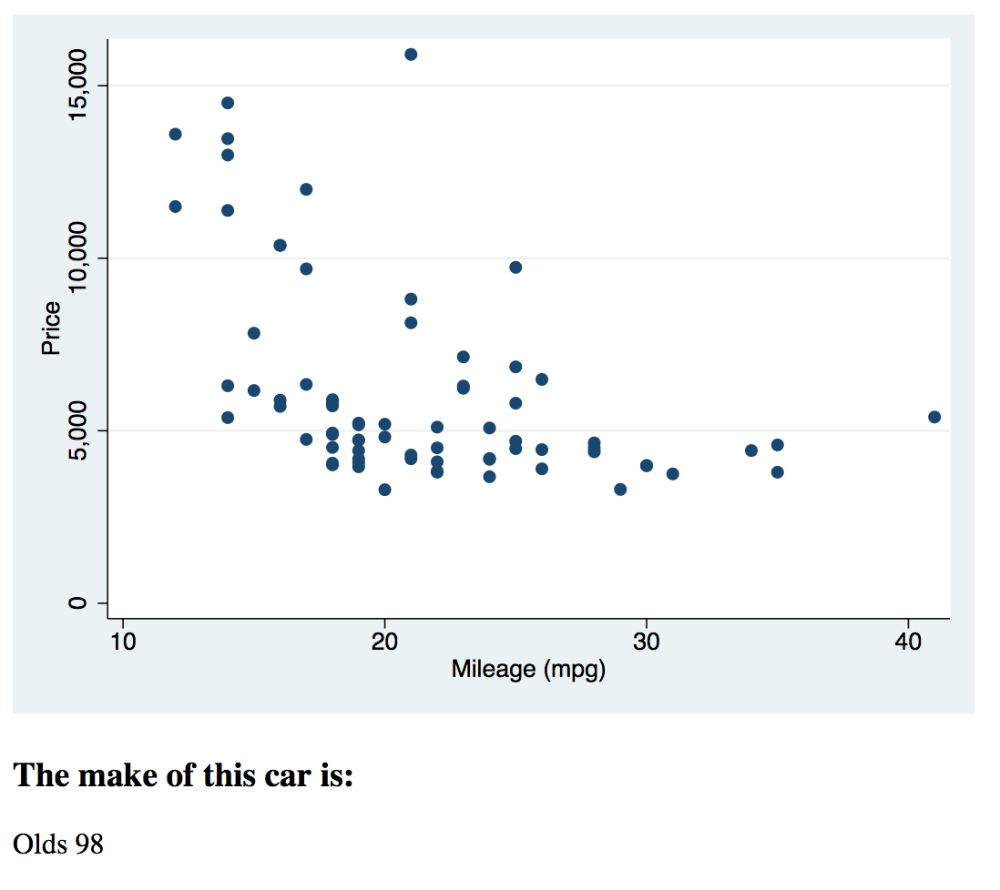 15,000
10,000
5,000
0
Price
10 20 30 40
Mileage (mpg)
The make of this car is:
Olds 98